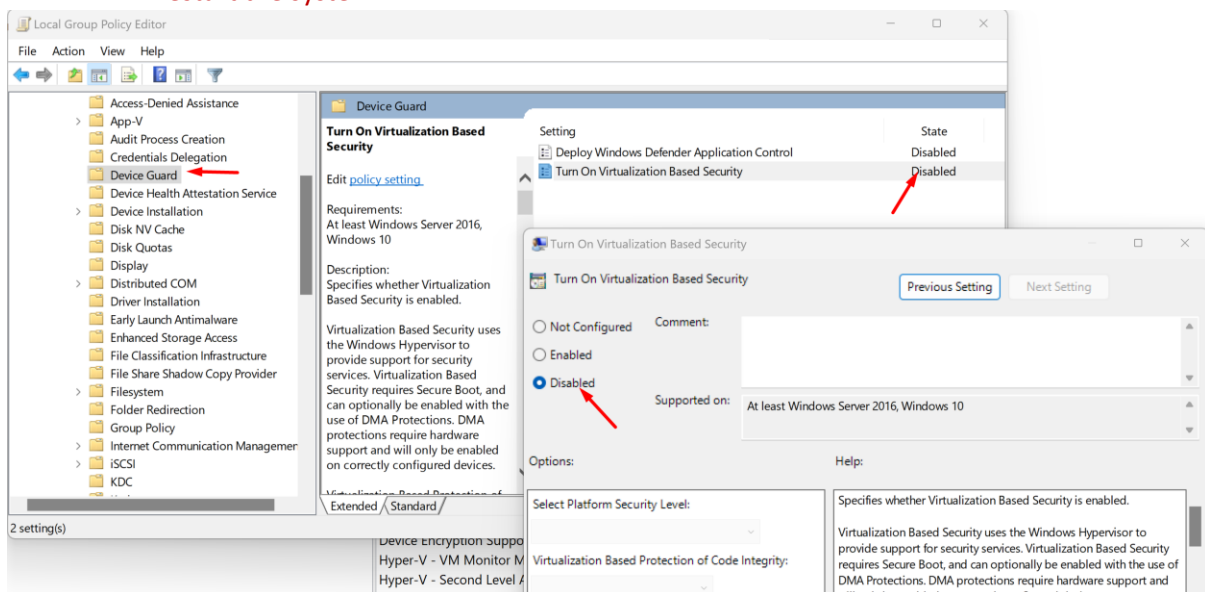 Local Group Policy Editor
File Action View Help
Access-Denied Assistance
App-V
Audit Process Creation
Credentials Delegation
Device Guard
Device Health Attestation Service
Device Installation
Disk NV Cache
Disk Quotas
Display
Distributed COM
Driver Installation
Early Launch Antimalware
Enhanced Storage Access
File Classification Infrastructure
File Share Shadow Copy Provider
Filesystem
Folder Redirection
Group Policy
Internet Communication Managemen
iSCSI
KDC
Device Guard
Turn On Virtualization Based
Security
Edit policy setting
Requirements:
At least Windows Server 2016,
Windows 10
Description:
Specifies whether Virtualization
Based Security is enabled.
Virtualization Based Security uses
the Windows Hypervisor to
provide support for security
services. Virtualization Based
Security requires Secure Boot, and
can optionally be enabled with the
use of DMA Protections. DMA
protections require hardware
support and will only be enabled
on correctly configured devices.
Virtualization Based Protection of
Setting State
Deploy Windows Defender Application Control Disabled
Turn On Virtualization Based Security Disabled
Extended Standard
2 setting(s)
Turn On Virtualization Based Security
Turn On Virtualization Based Security
Previous Setting Next Setting
Not Configured Comment:
Enabled
Disabled
Supported on: At least Windows Server 2016, Windows 10
Options: Help:
Select Platform Security Level:
Virtualization Based Protection of Code Integrity:
Specifies whether Virtualization Based Security is enabled.
Virtualization Based Security uses the Windows Hypervisor to
provide support for security services. Virtualization Based Security
requires Secure Boot, and can optionally be enabled with the use of
DMA Protections. DMA protections require hardware support and
Device Encryption Suppo
Hyper-V - VM Monitor M
Hyper-V - Second Level A